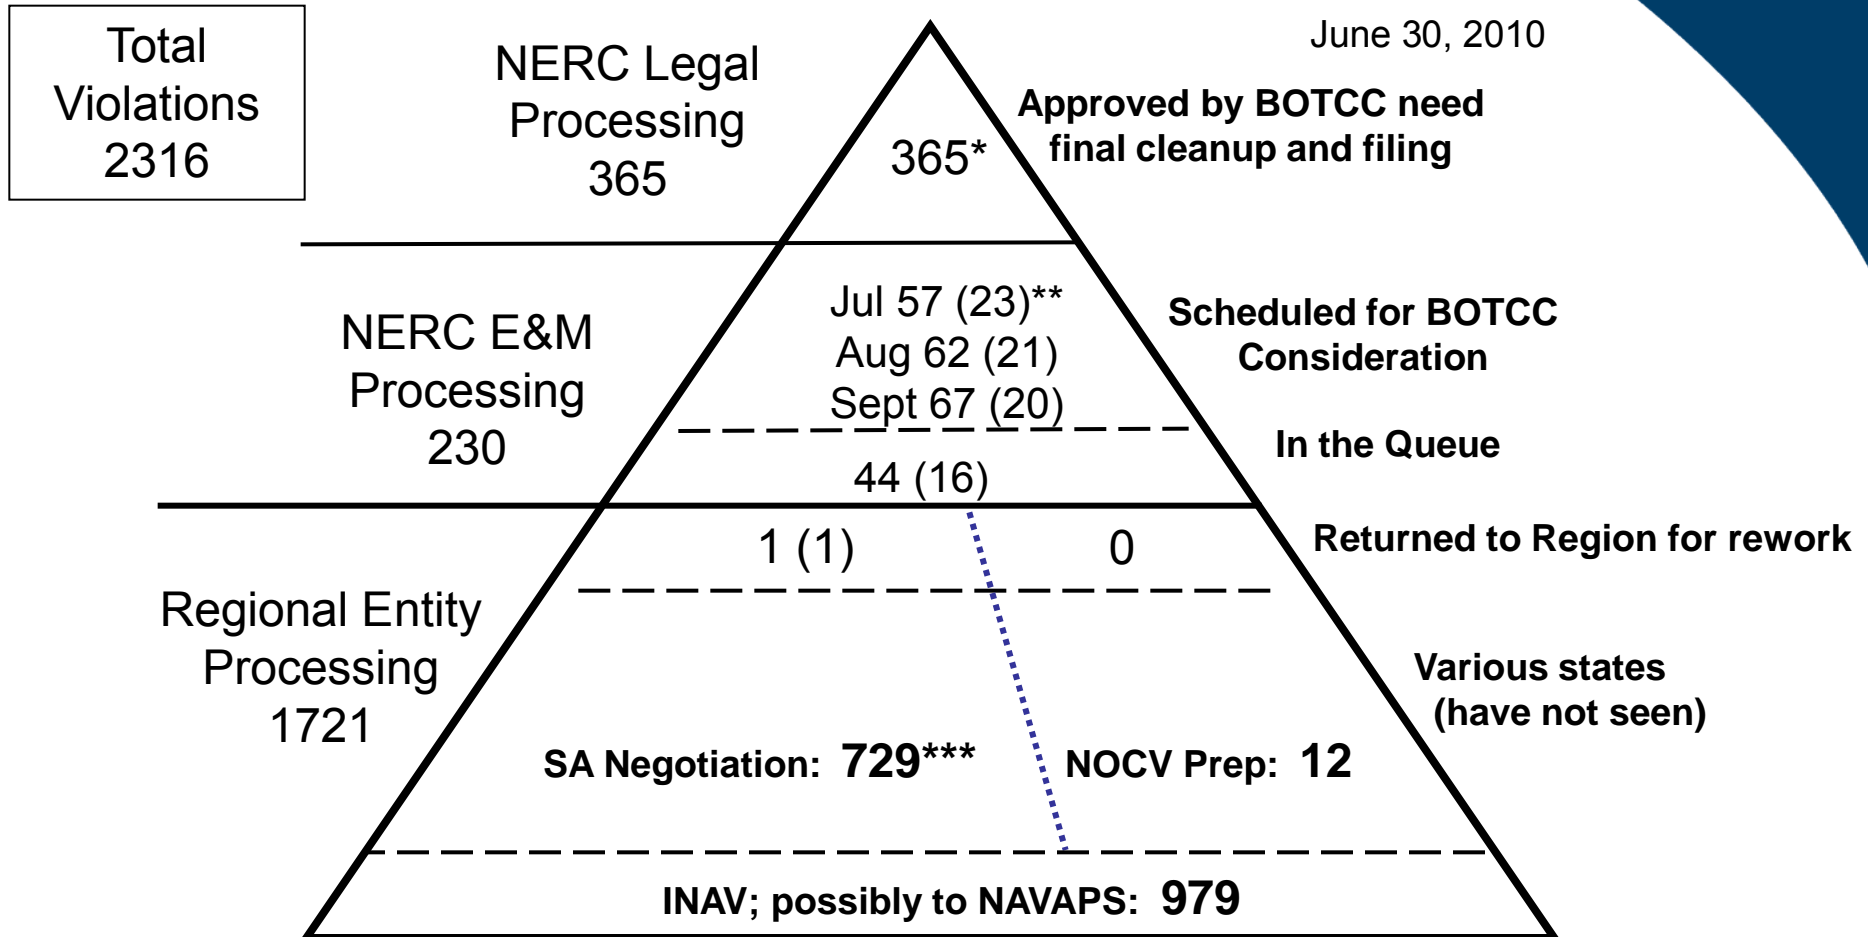 Total
Violations
2316
June 30, 2010
NERC Legal
Processing
365
365*
Approved by BOTCC need
final cleanup and filing
NERC E&M
Processing
230
Jul 57 (23)**
Aug 62 (21)
Sept 67 (20)
Scheduled for BOTCC
Consideration
44 (16)
In the Queue
Regional Entity
Processing
1721
1 (1)
0
Returned to Region for rework
Various states
(have not seen)
SA Negotiation: 729***
NOCV Prep: 12
INAV; possibly to NAVAPS: 979